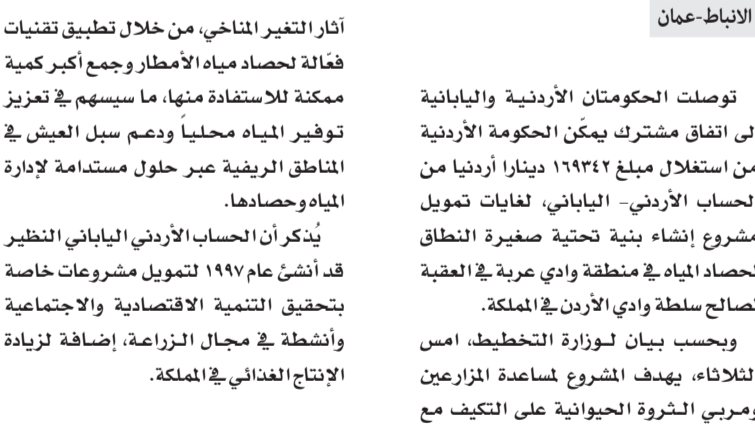 الانباط-عمان
توصلت الحكومتان الأردنية واليابانية
الى اتفاق مشترك يمكّن الحكومة الأردنية
من استغلال مبلغ ١٦٩٣٤٢ دينارا أردنيا من
الحساب الأردني- الياباني، لغايات تمويل
مشروع إنشاء بنية تحتية صغيرة النطاق
لحصاد المياه في منطقة وادي عربة في العقبة
لصالح سلطة وادي الأردن في المملكة.
وبحسب بيان لوزارة التخطيط، امس
الثلاثاء، يهدف المشروع لمساعدة المزارعين
ومربي الثروة الحيوانية على التكيف مع
آثار التغير المناخي، من خلال تطبيق تقنيات
فعّالة لحصاد مياه الأمطار وجمع أكبر كمية
ممكنة للاستفادة منها، ما سيسهم في تعزيز
توفير المياه محلياً ودعم سبل العيش في
المناطق الريفية عبر حلول مستدامة لإدارة
المياه وحصادها.
يُذكر أن الحساب الأردني الياباني النظير
قد أنشئ عام ١٩٩٧ لتمويل مشروعات خاصة
بتحقيق التنمية الاقتصادية والاجتماعية
وأنشطة في مجال الزراعة، إضافة لزيادة
الإنتاج الغذائي في المملكة.